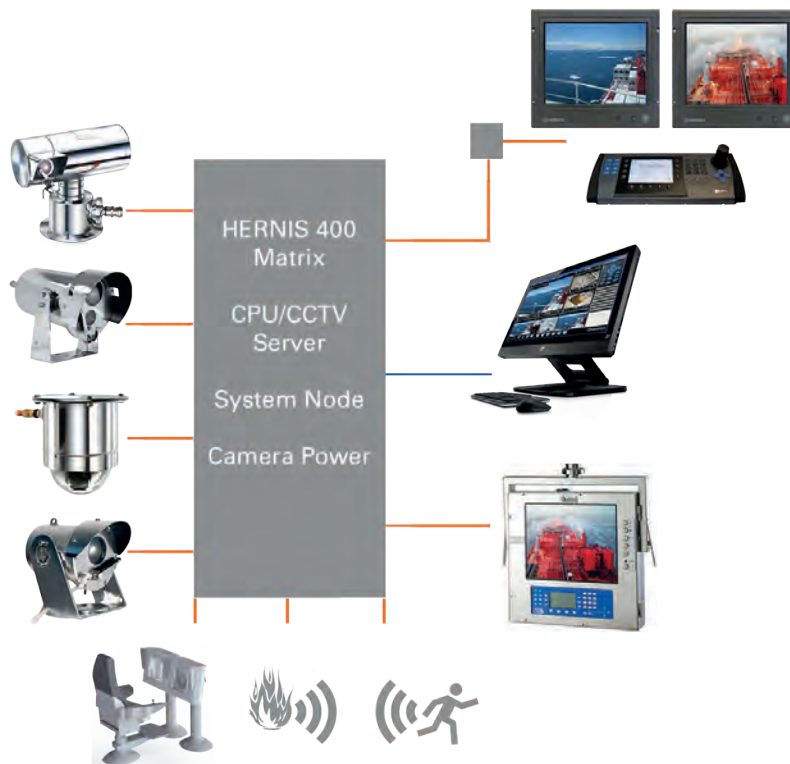 HERNIS 400
Matrix
CPU/CCTV
Server
System Node
Camera Power